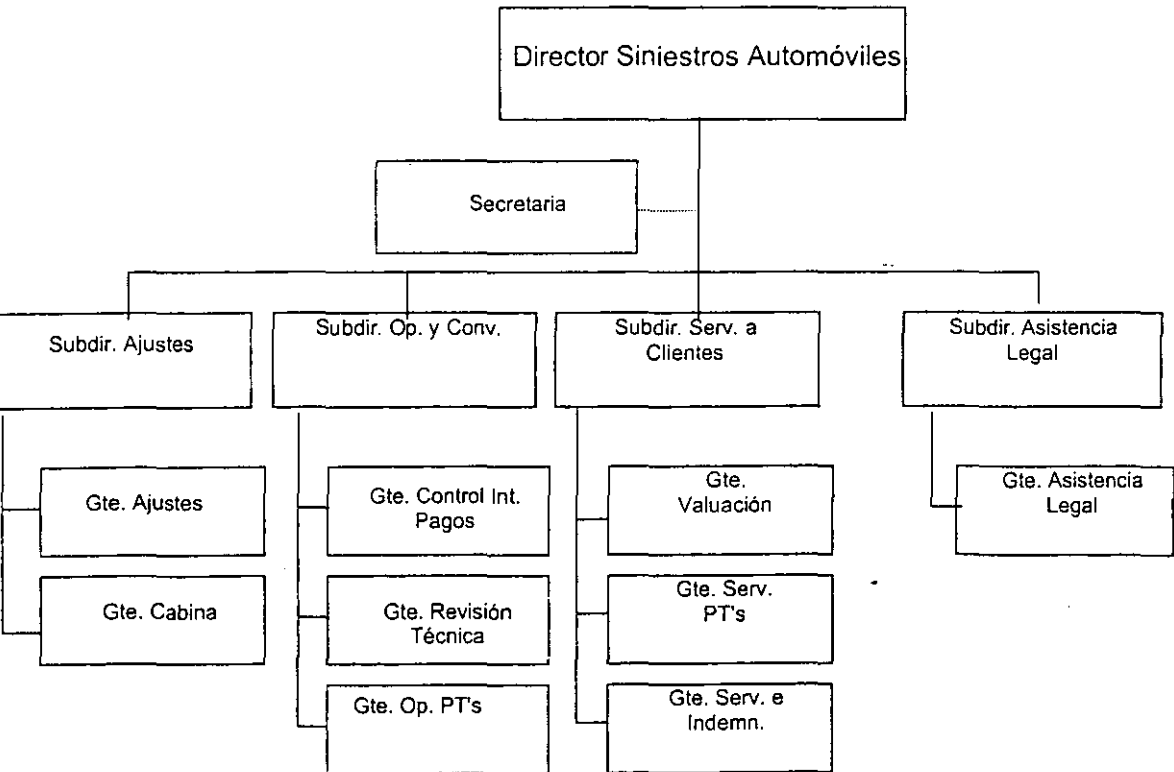 Director Siniestros Automóviles
Secretaria
Subdir. Ajustes
Subdir. Op. y Conv.
Subdir. Serv. a
Clientes
Subdir. Asistencia
Legal
Gte. Ajustes
Gte. Control Int.
Pagos
Gte.
Valuación
Gte. Asistencia
Legal
Gte. Cabina
Gte. Revisión
Técnica
Gte. Serv.
PT's
Gte. Op. PT's
Gte. Serv. e
Indemn.